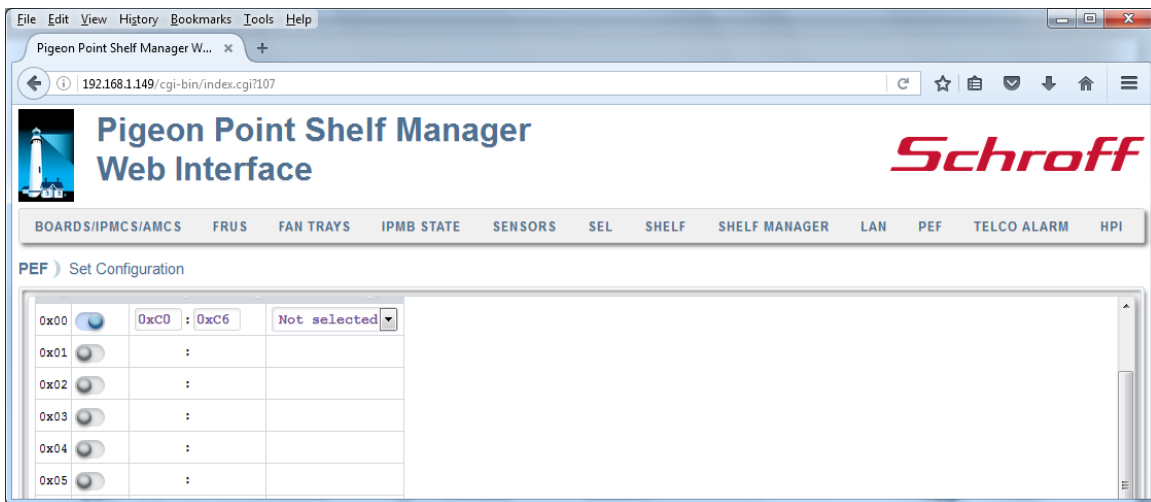 File Edit View History Bookmarks Tools Help
Pigeon Point Shelf Manager W... × +
192.168.1.149/cgi-bin/index.cgi?107
Pigeon Point Shelf Manager
Web Interface
Schroff
BOARDS/IPMCS/AMCS FRUS FAN TRAYS IPMB STATE SENSORS SEL SHELF SHELF MANAGER LAN PEF TELCO ALARM HPI
PEF ) Set Configuration
0x00 0xC0 : 0xC6 Not selected
0x01 :
0x02 :
0x03 :
0x04 :
0x05 :